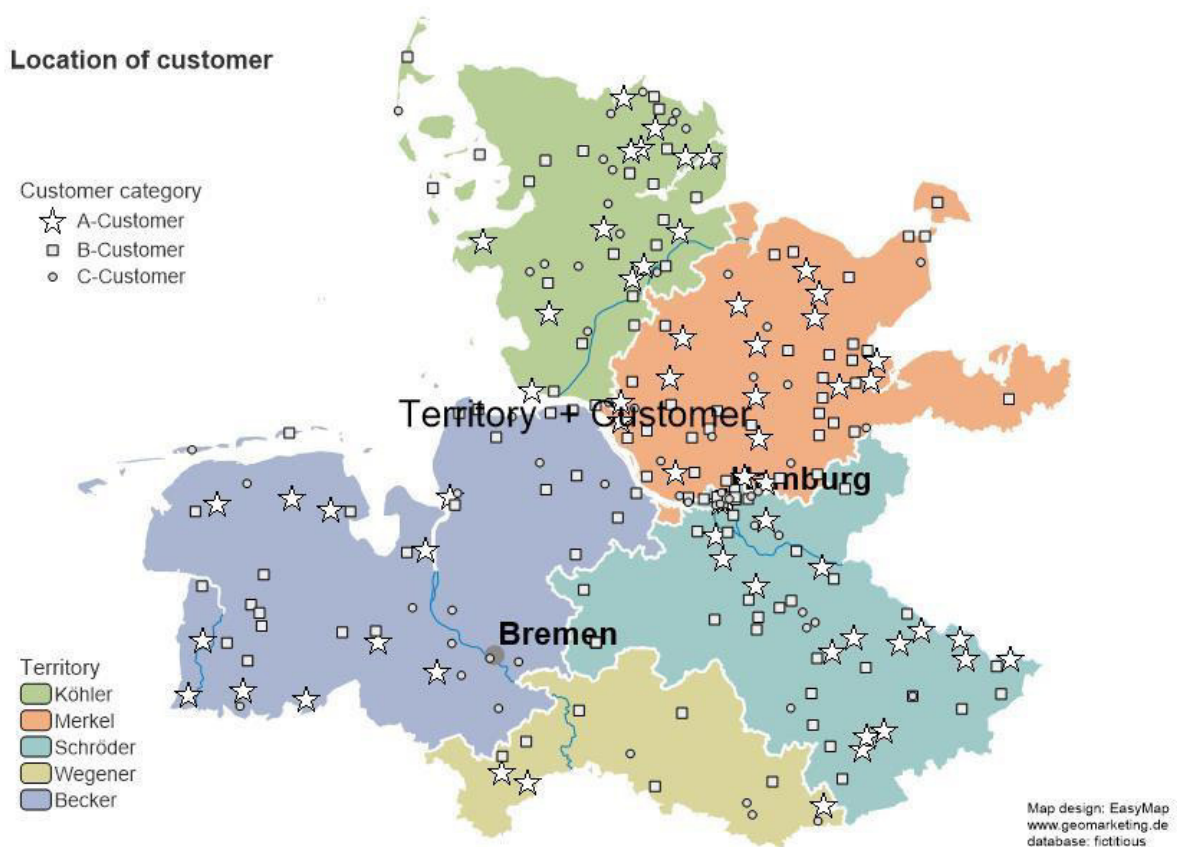 Location of customer
Customer category
A-Customer
B-Customer
C-Customer
Territory + Customer
Hamburg
Bremen
Territory
Köhler
Merkel
Schröder
Wegener
Becker
Map design: EasyMap
www.geomarketing.de
database: fictitious